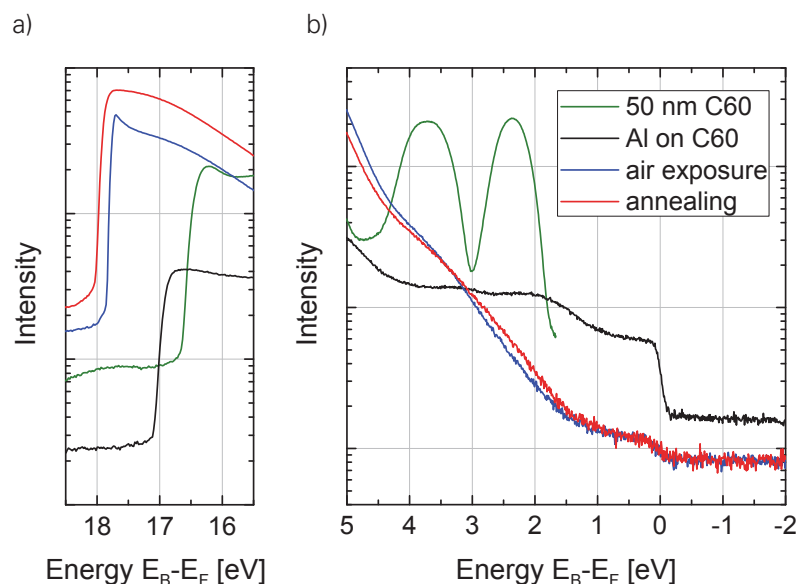 a)
b)
50 nm C60
Al on C60
air exposure
annealing
Intensity
Intensity
18 17 16
5 4 3 2 1 0 -1 -2
Energy E_B-E_F [eV]
Energy E_B-E_F [eV]